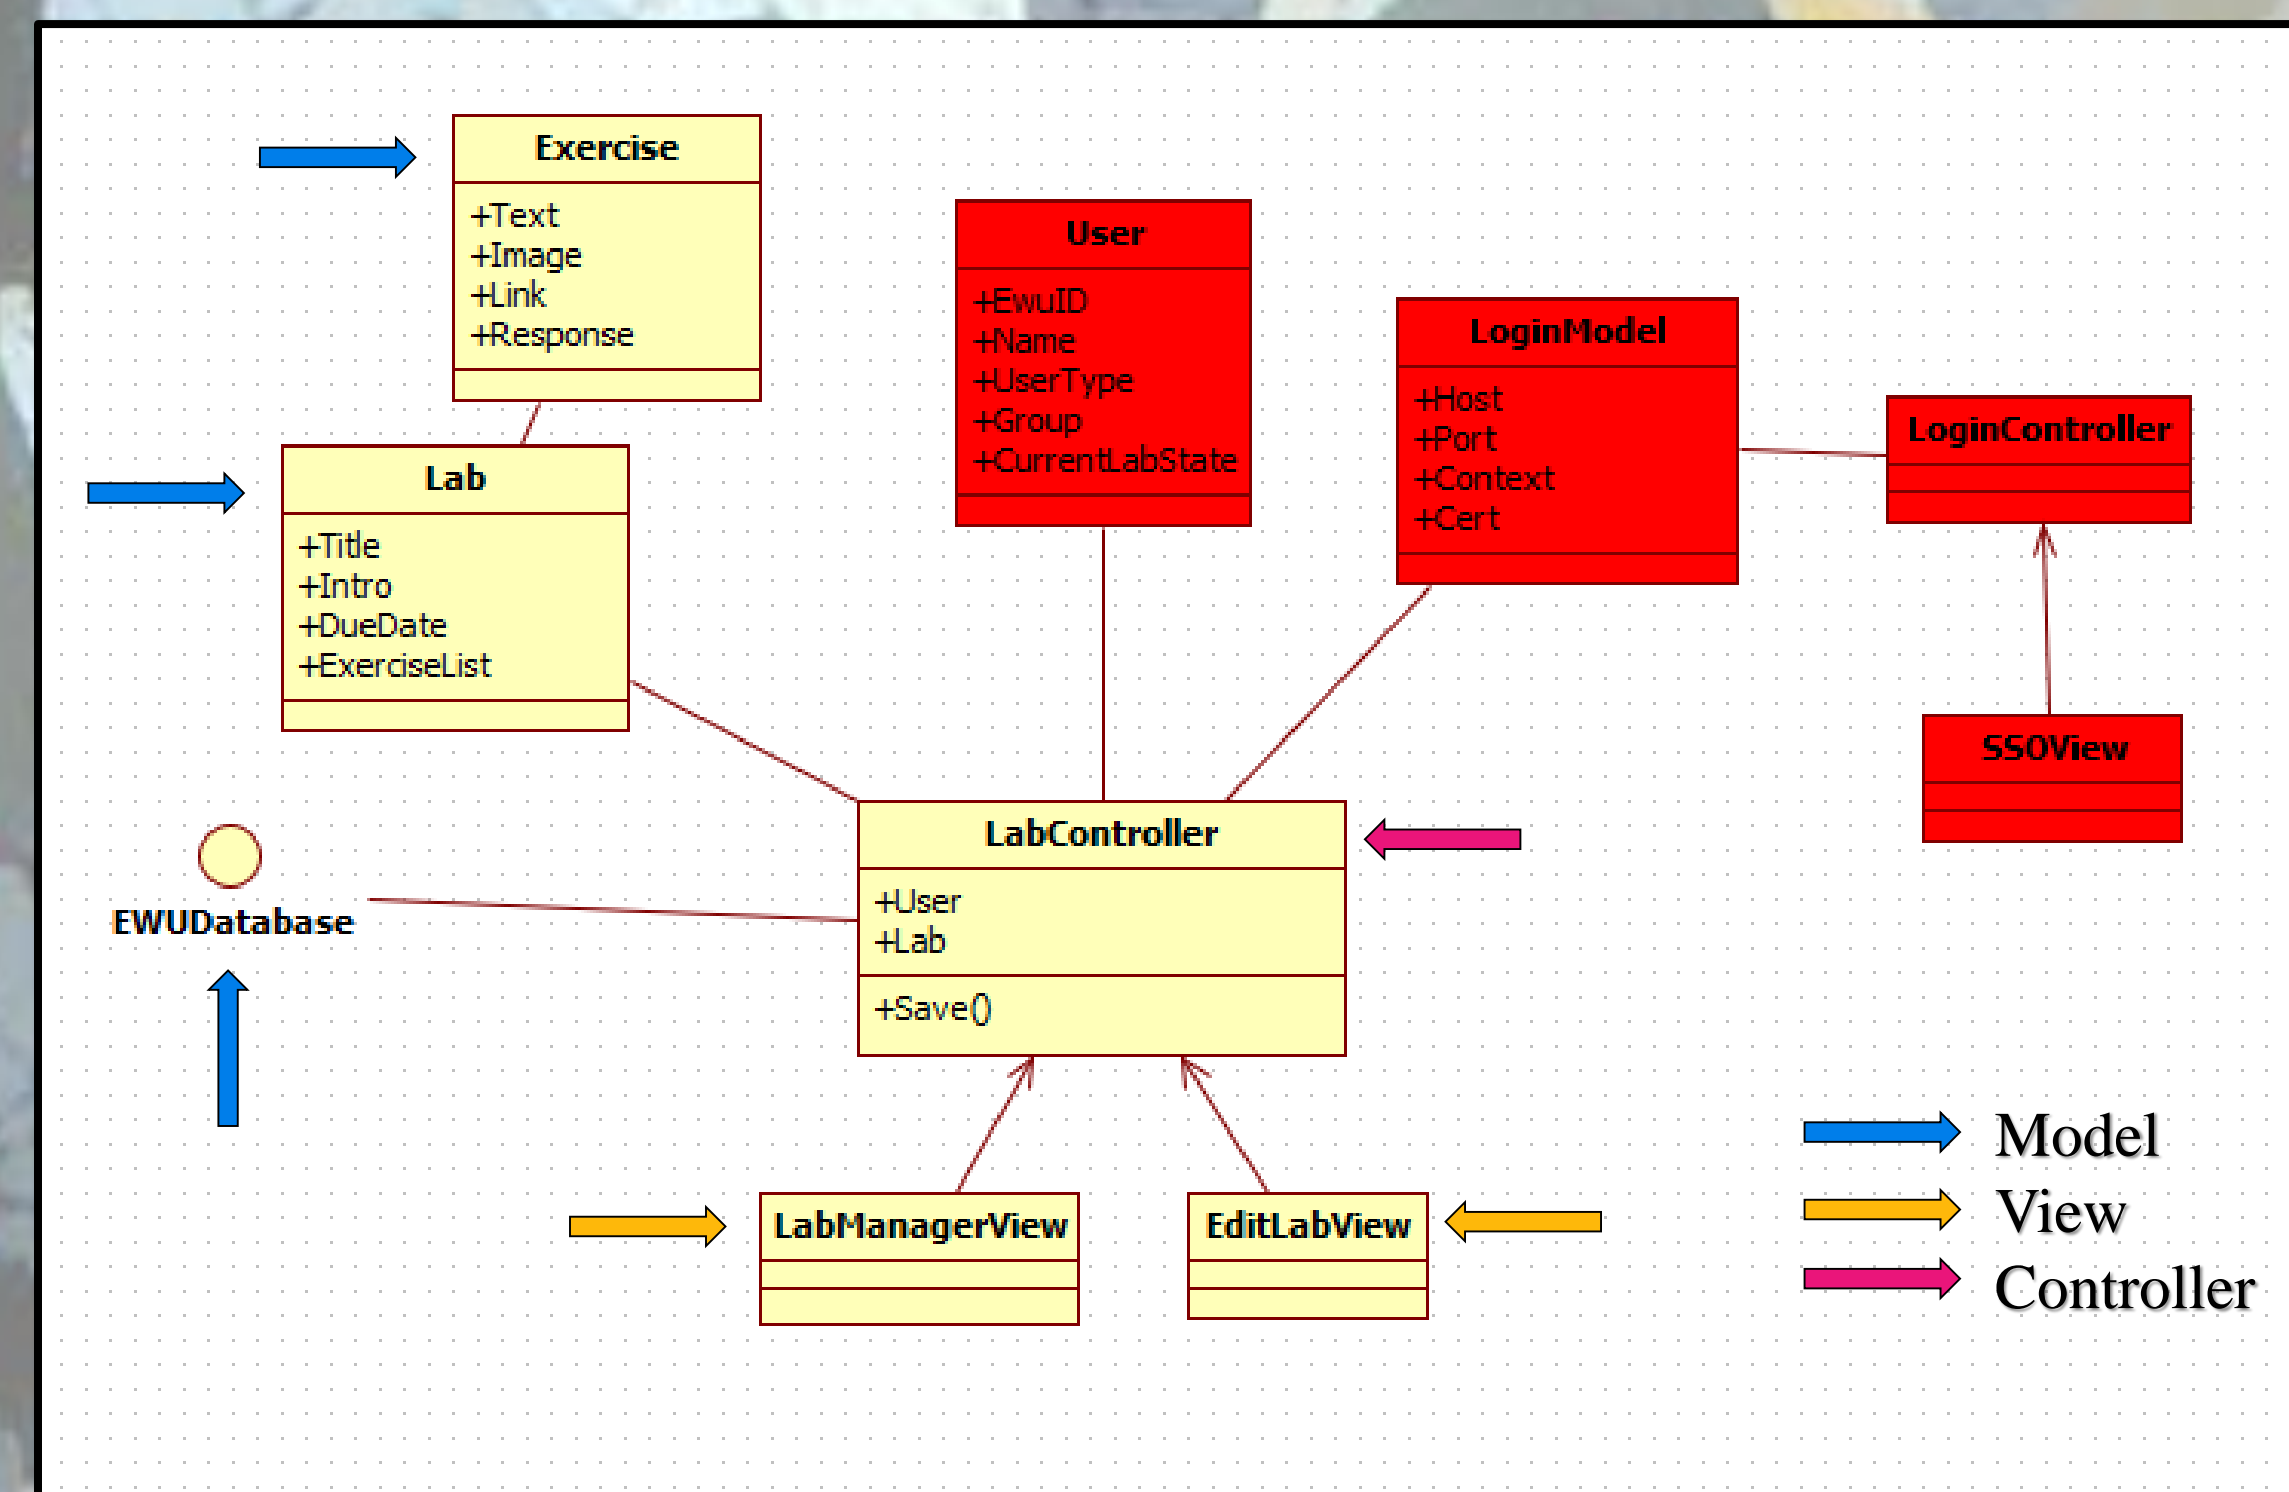 Exercise
+Text
+Image
+Link
+Response
User
+EwuID
+Name
+UserType
+Group
+CurrentLabState
LoginModel
+Host
+Port
+Context
+Cert
LoginController
Lab
+Title
+Intro
+DueDate
+ExerciseList
SSOView
LabController
+User
+Lab
+Save()
EWUDatabase
LabManagerView
EditLabView
Model
View
Controller